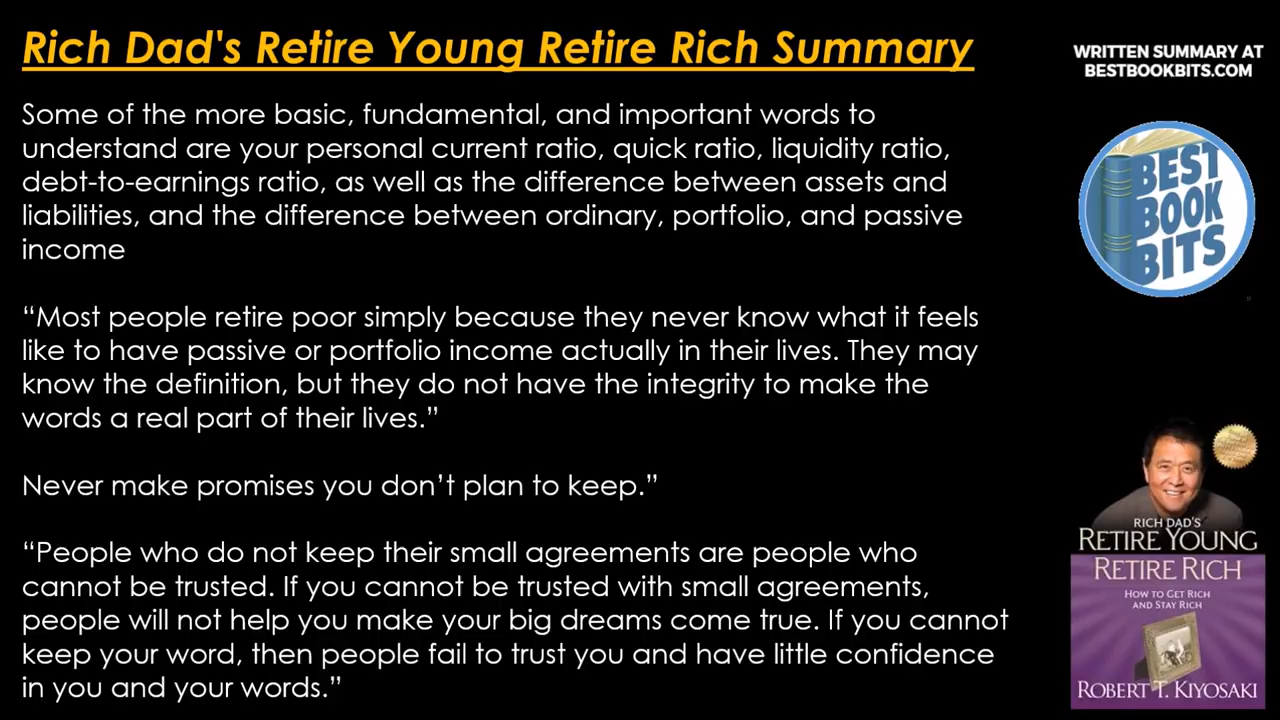 Rich Dad's Retire Young Retire Rich Summary
WRITTEN SUMMARY AT
BESTBOOKBITS.COM
Some of the more basic, fundamental, and important words to
understand are your personal current ratio, quick ratio, liquidity ratio,
debt-to-earnings ratio, as well as the difference between assets and
liabilities, and the difference between ordinary, portfolio, and passive
income
“Most people retire poor simply because they never know what it feels
like to have passive or portfolio income actually in their lives. They may
know the definition, but they do not have the integrity to make the
words a real part of their lives.”
Never make promises you don’t plan to keep.”
“People who do not keep their small agreements are people who
cannot be trusted. If you cannot be trusted with small agreements,
people will not help you make your big dreams come true. If you cannot
keep your word, then people fail to trust you and have little confidence
in you and your words.”
BEST
BOOK
BITS
RICH DAD'S
RETIRE YOUNG
RETIRE RICH
HOW TO GET RICH
AND STAY RICH
ROBERT T. KIYOSAKI